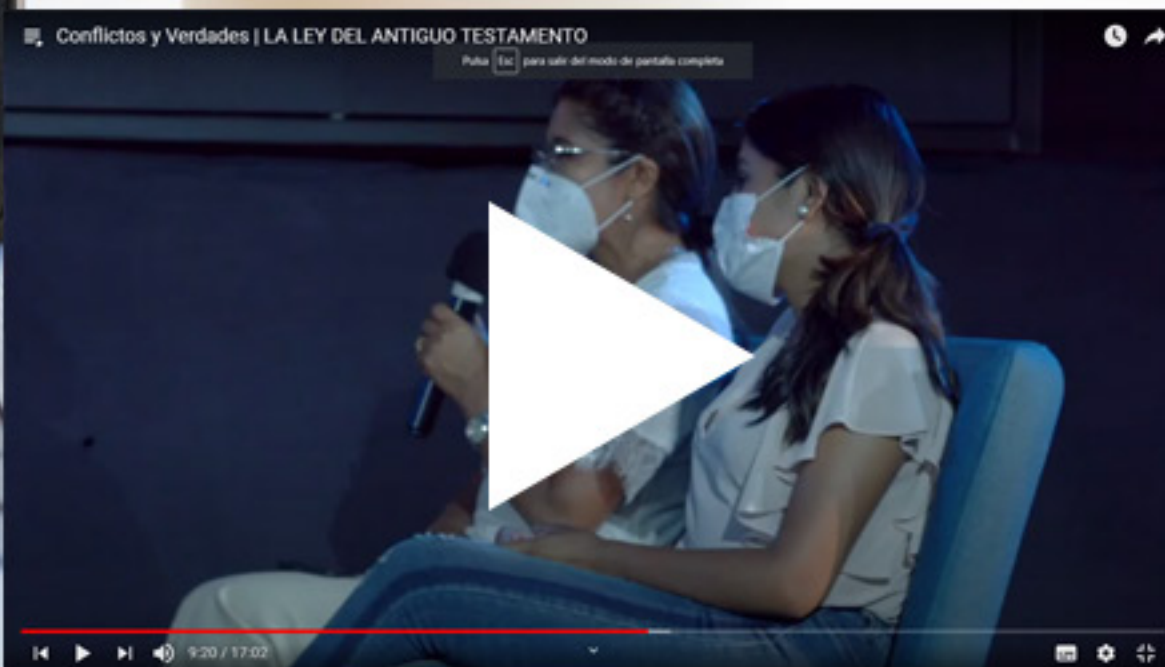 Conflictos y Verdades | LA LEY DEL ANTIGUO TESTAMENTO
Pulsa Esc para salir del modo de pantalla completa
9:20 / 17:02